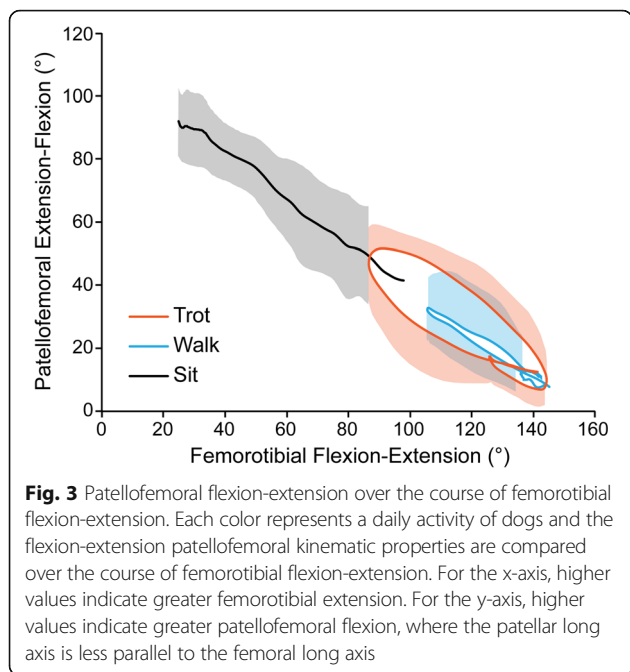 Patellofemoral Extension-Flexion (°)
120
100
80
60
40
20
0
Trot
Walk
Sit
0 20 40 60 80 100 120 140 160
Femorotibial Flexion-Extension (°)
Fig. 3 Patellofemoral flexion-extension over the course of femorotibial
flexion-extension. Each color represents a daily activity of dogs and the
flexion-extension patellofemoral kinematic properties are compared
over the course of femorotibial flexion-extension. For the x-axis, higher
values indicate greater femorotibial extension. For the y-axis, higher
values indicate greater patellofemoral flexion, where the patellar long
axis is less parallel to the femoral long axis